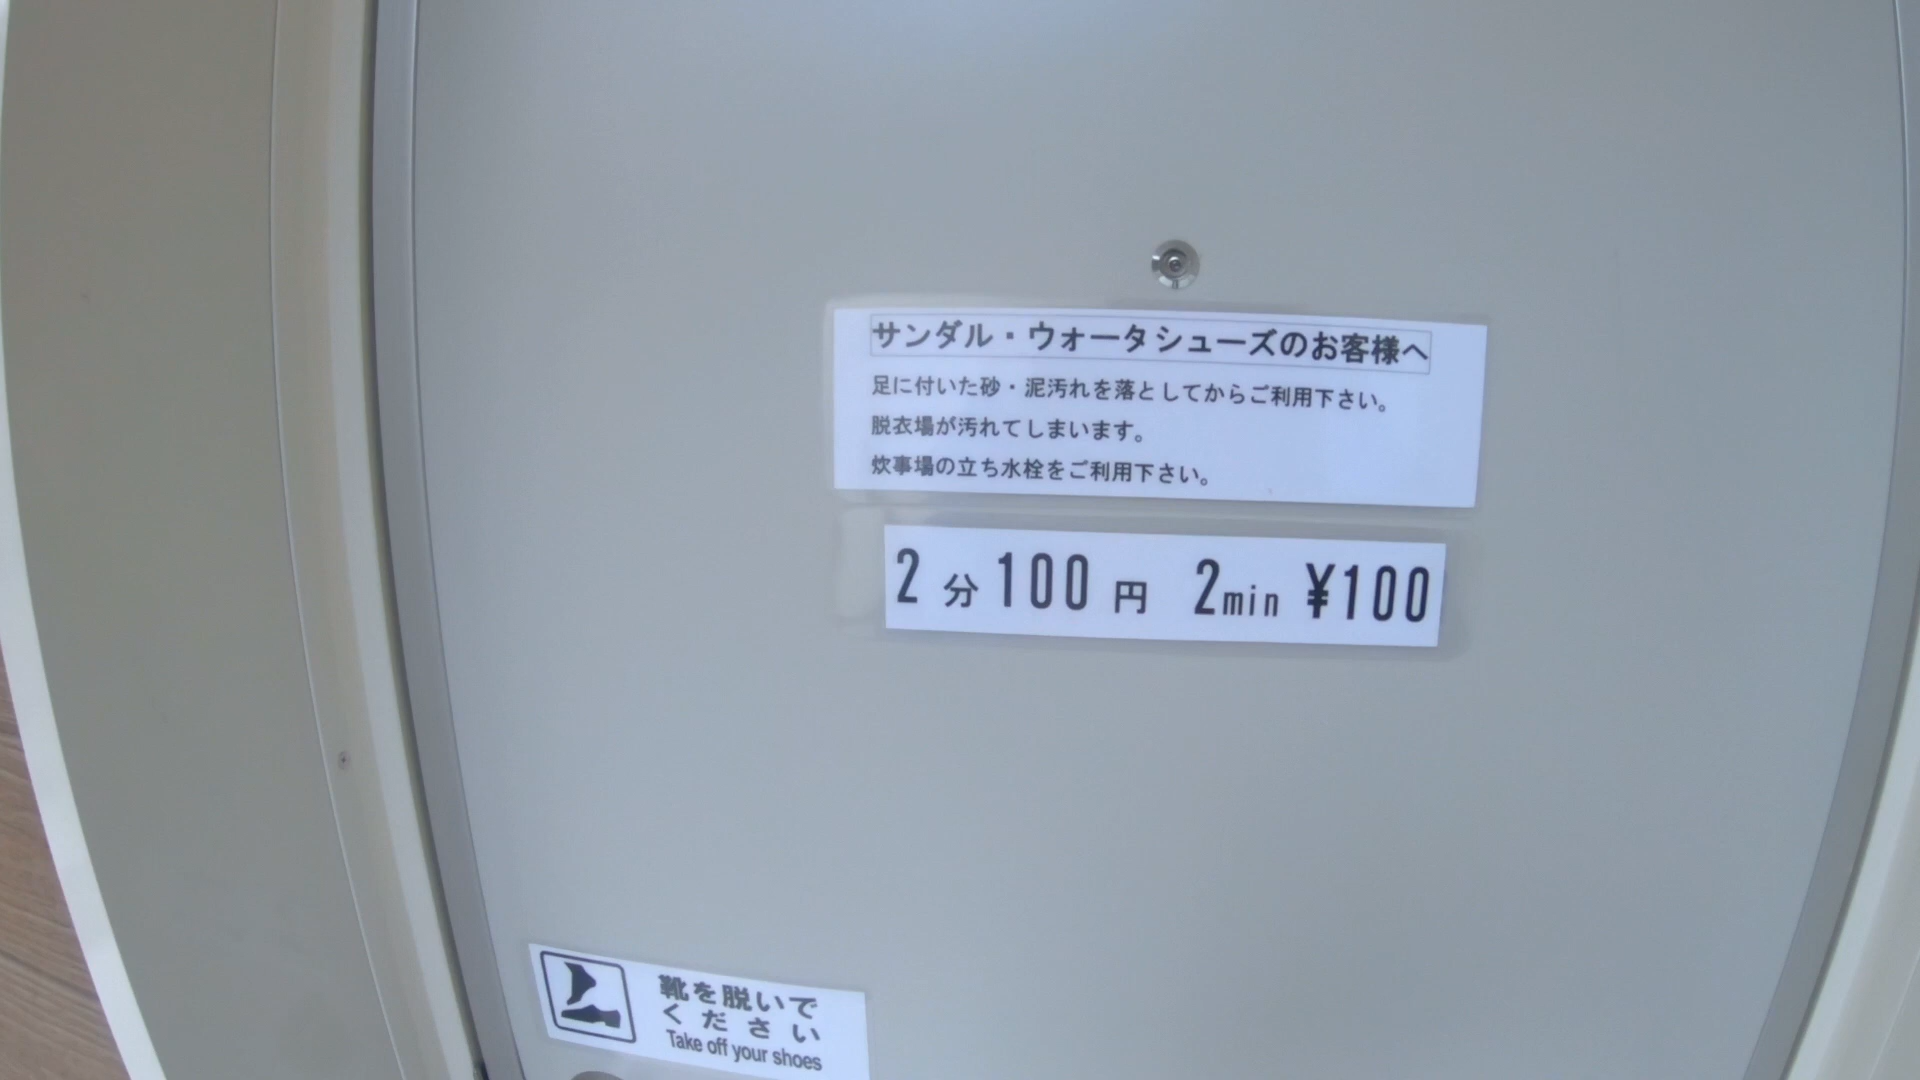 サンダル・ウォータシューズのお客様へ
足に付いた砂・泥汚れを落としてからご利用下さい。
脱衣場が汚れてしまいます。
炊事場の立ち水栓をご利用下さい。
2分100円 2min ¥100
靴を脱いで
ください
Take off your shoes